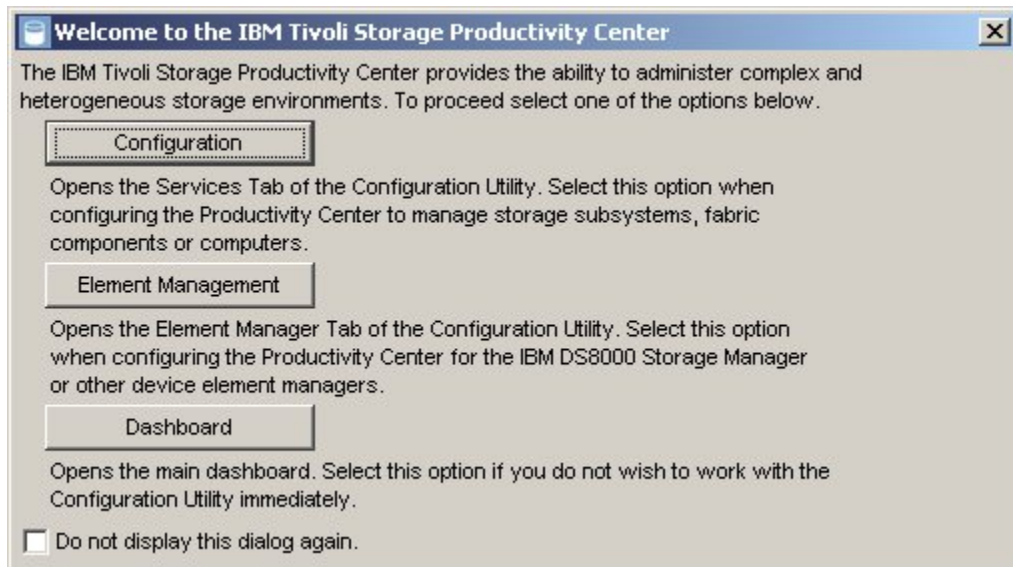 Welcome to the IBM Tivoli Storage Productivity Center
The IBM Tivoli Storage Productivity Center provides the ability to administer complex and
heterogeneous storage environments. To proceed select one of the options below.
Configuration
Opens the Services Tab of the Configuration Utility. Select this option when
configuring the Productivity Center to manage storage subsystems, fabric
components or computers.
Element Management
Opens the Element Manager Tab of the Configuration Utility. Select this option
when configuring the Productivity Center for the IBM DS8000 Storage Manager
or other device element managers.
Dashboard
Opens the main dashboard. Select this option if you do not wish to work with the
Configuration Utility immediately.
Do not display this dialog again.